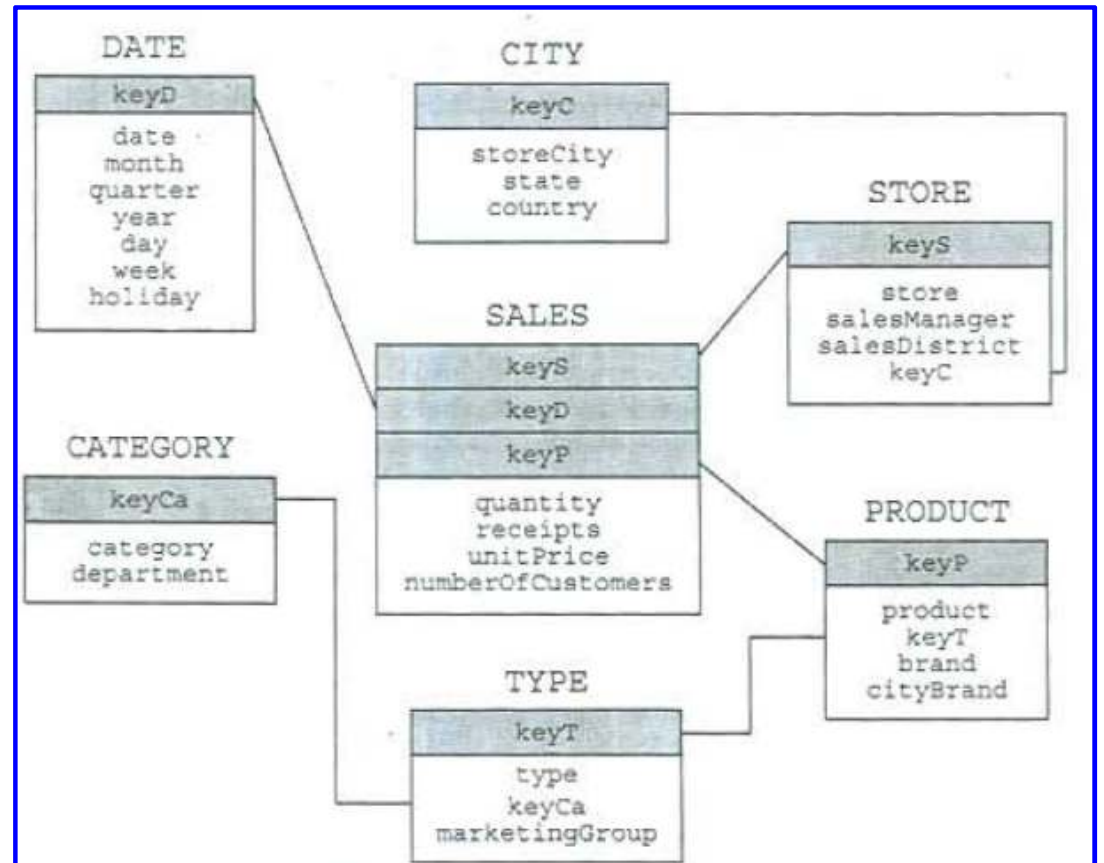 DATE
keyD
date
month
quarter
year
day
week
holiday
CITY
keyC
storeCity
state
country
STORE
keyS
store
salesManager
salesDistrict
keyC
SALES
keyS
keyD
keyP
quantity
receipts
unitPrice
numberOfCustomers
CATEGORY
keyCa
category
department
PRODUCT
keyP
product
keyT
brand
cityBrand
TYPE
keyT
type
keyCa
marketingGroup